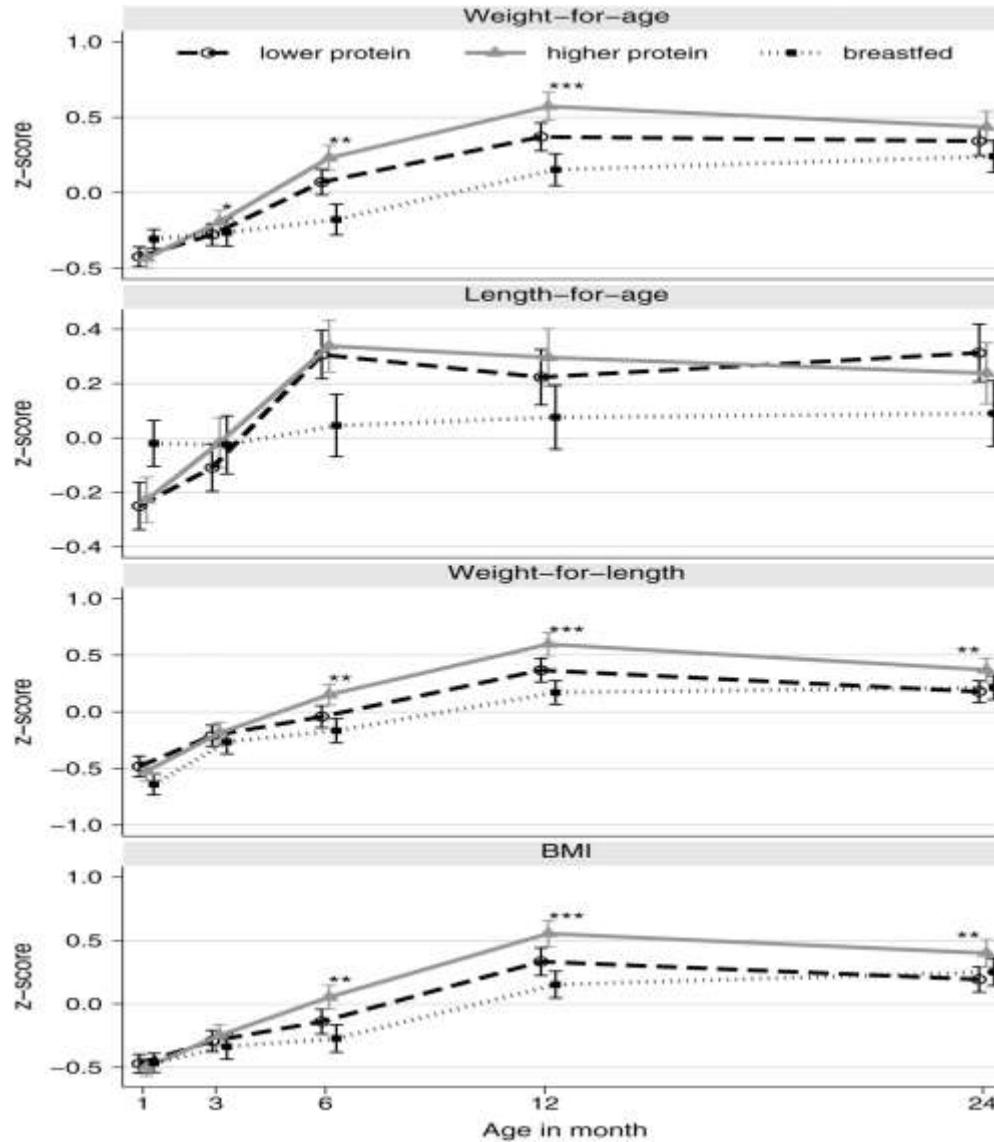 Weight-for-age
1.0
lower protein higher protein breastfed
***
0.5
**
z-score
0.0
*
-0.5
Length-for-age
0.4
0.2
z-score
0.0
-0.2
-0.4
Weight-for-length
1.0
***
0.5
**
**
z-score
0.0
-0.5
-1.0
BMI
1.0
***
0.5
**
**
z-score
0.0
-0.5
1 3 6 12 24
Age in month